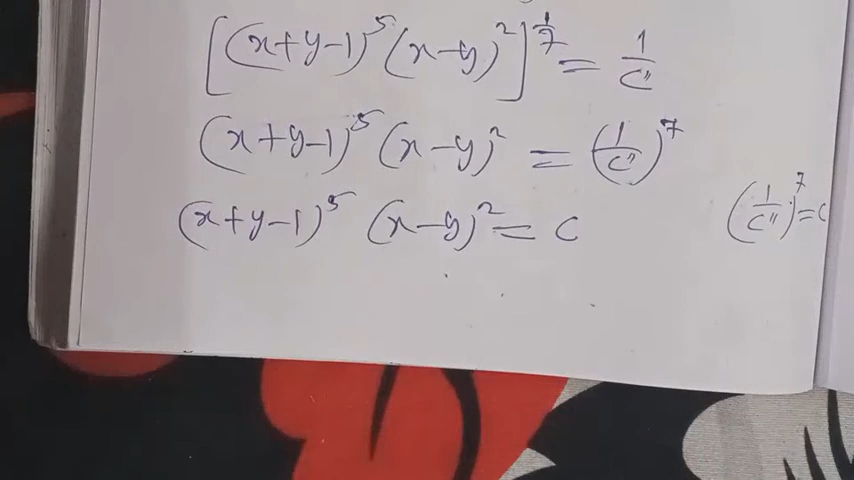 [(x+y-1)^5 (x-y)^2]^{1/7} = 1/c''
(x+y-1)^5 (x-y)^2 = (1/c'')^7
(x+y-1)^5 (x-y)^2 = c
(1/c'')^7 = c